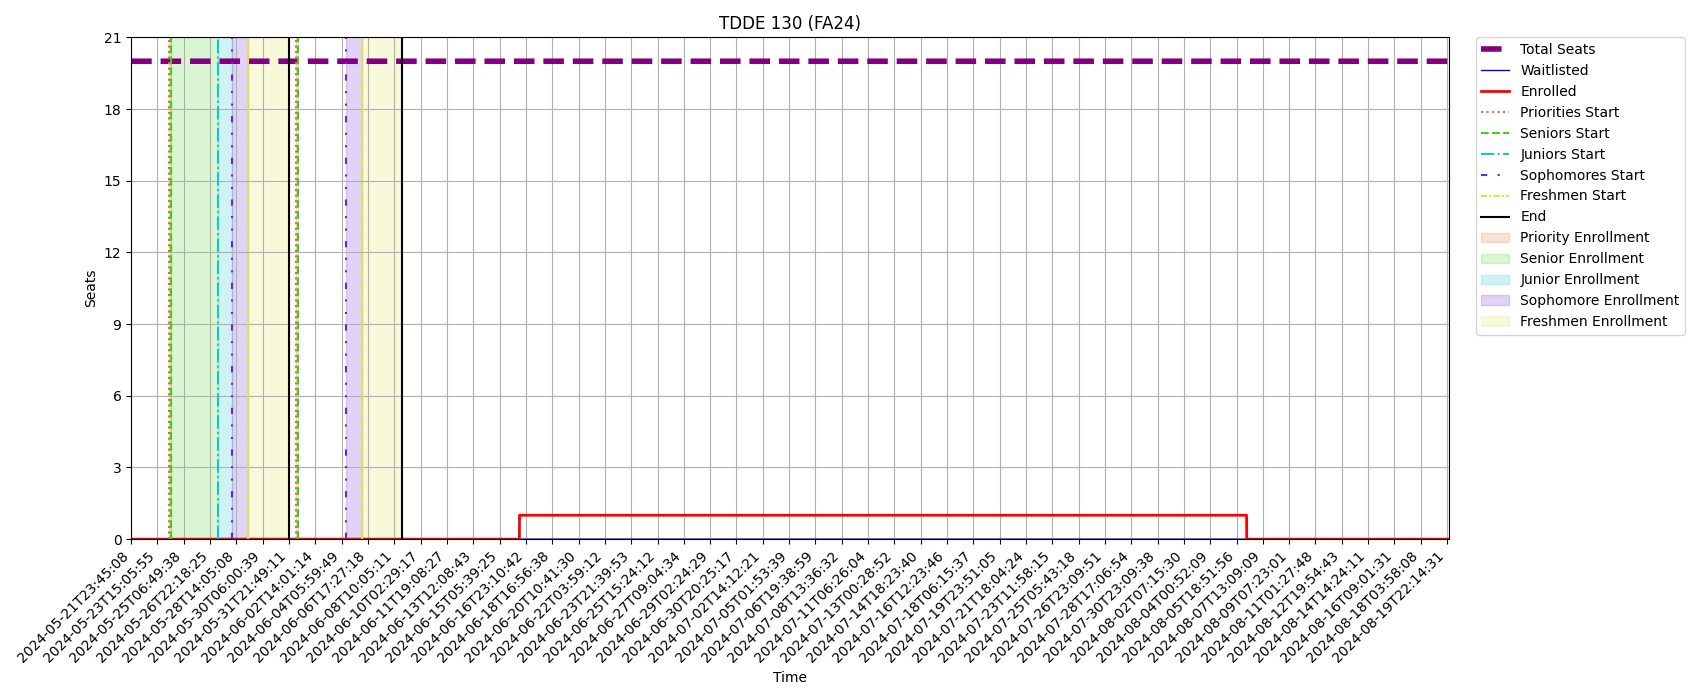 TDDE 130 (FA24)
21
18
15
12
9
6
3
0
Seats
2024-05-21T23:45:08
2024-05-23T15:05:55
2024-05-25T06:49:38
2024-05-26T22:18:25
2024-05-28T14:05:08
2024-05-30T06:00:39
2024-05-31T21:49:11
2024-06-02T14:01:14
2024-06-04T05:59:49
2024-06-06T17:27:18
2024-06-08T10:05:11
2024-06-10T02:29:17
2024-06-11T19:08:27
2024-06-13T12:08:43
2024-06-15T05:39:25
2024-06-16T23:10:42
2024-06-18T16:56:38
2024-06-20T10:41:30
2024-06-22T03:59:12
2024-06-23T21:39:53
2024-06-25T15:24:12
2024-06-27T09:04:34
2024-06-29T02:24:29
2024-06-30T20:25:17
2024-07-02T14:12:21
2024-07-05T01:53:39
2024-07-06T19:38:59
2024-07-08T13:36:32
2024-07-11T06:26:04
2024-07-13T00:28:52
2024-07-14T18:23:40
2024-07-16T12:23:46
2024-07-18T06:15:37
2024-07-19T23:51:05
2024-07-21T18:04:24
2024-07-23T11:58:15
2024-07-25T05:43:18
2024-07-26T23:09:51
2024-07-28T17:06:54
2024-07-30T23:09:38
2024-08-02T07:15:30
2024-08-04T00:52:09
2024-08-05T18:51:56
2024-08-07T13:09:09
2024-08-09T07:23:01
2024-08-11T01:27:48
2024-08-12T19:54:43
2024-08-14T14:24:11
2024-08-16T09:01:31
2024-08-18T03:58:08
2024-08-19T22:14:31
Time
Total Seats
Waitlisted
Enrolled
Priorities Start
Seniors Start
Juniors Start
Sophomores Start
Freshmen Start
End
Priority Enrollment
Senior Enrollment
Junior Enrollment
Sophomore Enrollment
Freshmen Enrollment